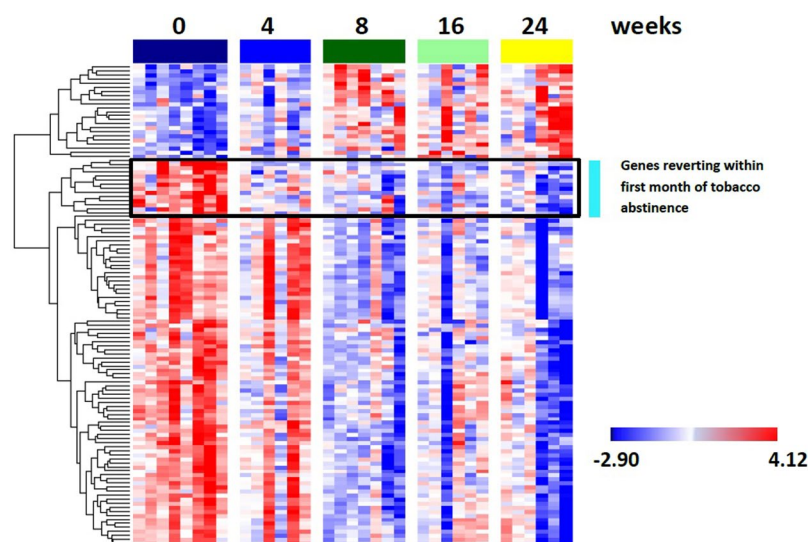 0 4 8 16 24 weeks
Genes reverting within
first month of tobacco
abstinence
-2.90 4.12